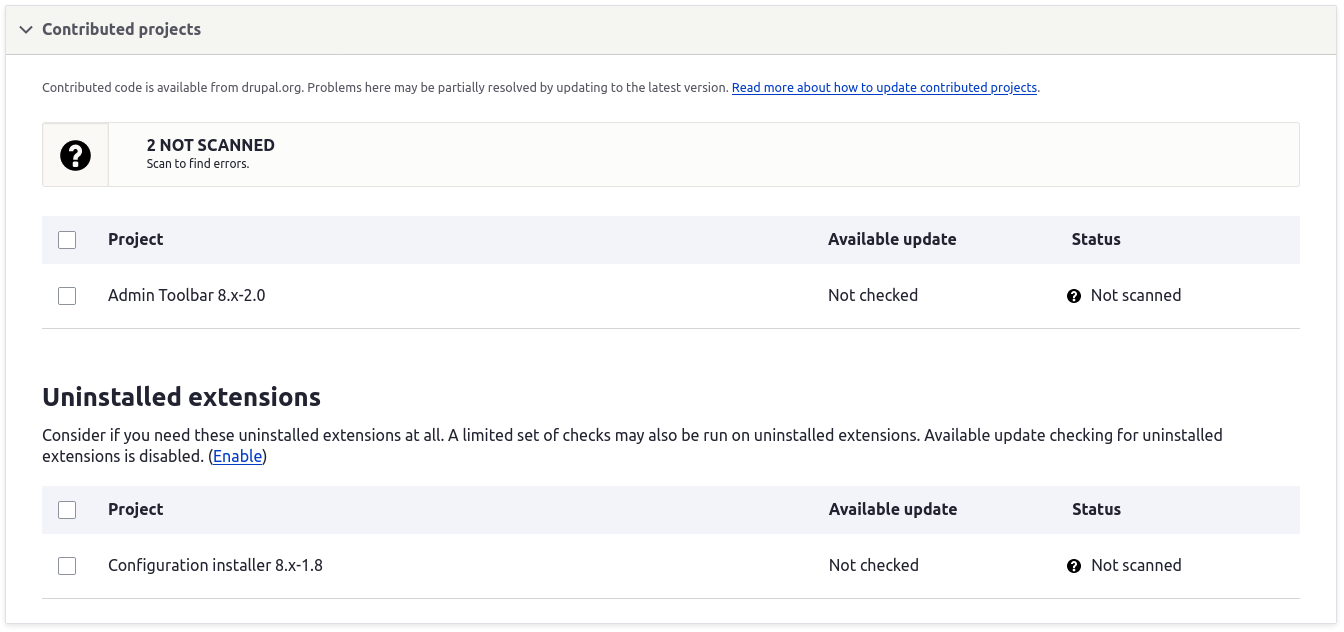 Contributed projects
Contributed code is available from drupal.org. Problems here may be partially resolved by updating to the latest version. Read more about how to update contributed projects.
2 NOT SCANNED
Scan to find errors.
Project Available update Status
Admin Toolbar 8.x-2.0 Not checked Not scanned
Uninstalled extensions
Consider if you need these uninstalled extensions at all. A limited set of checks may also be run on uninstalled extensions. Available update checking for uninstalled
extensions is disabled. (Enable)
Project Available update Status
Configuration installer 8.x-1.8 Not checked Not scanned